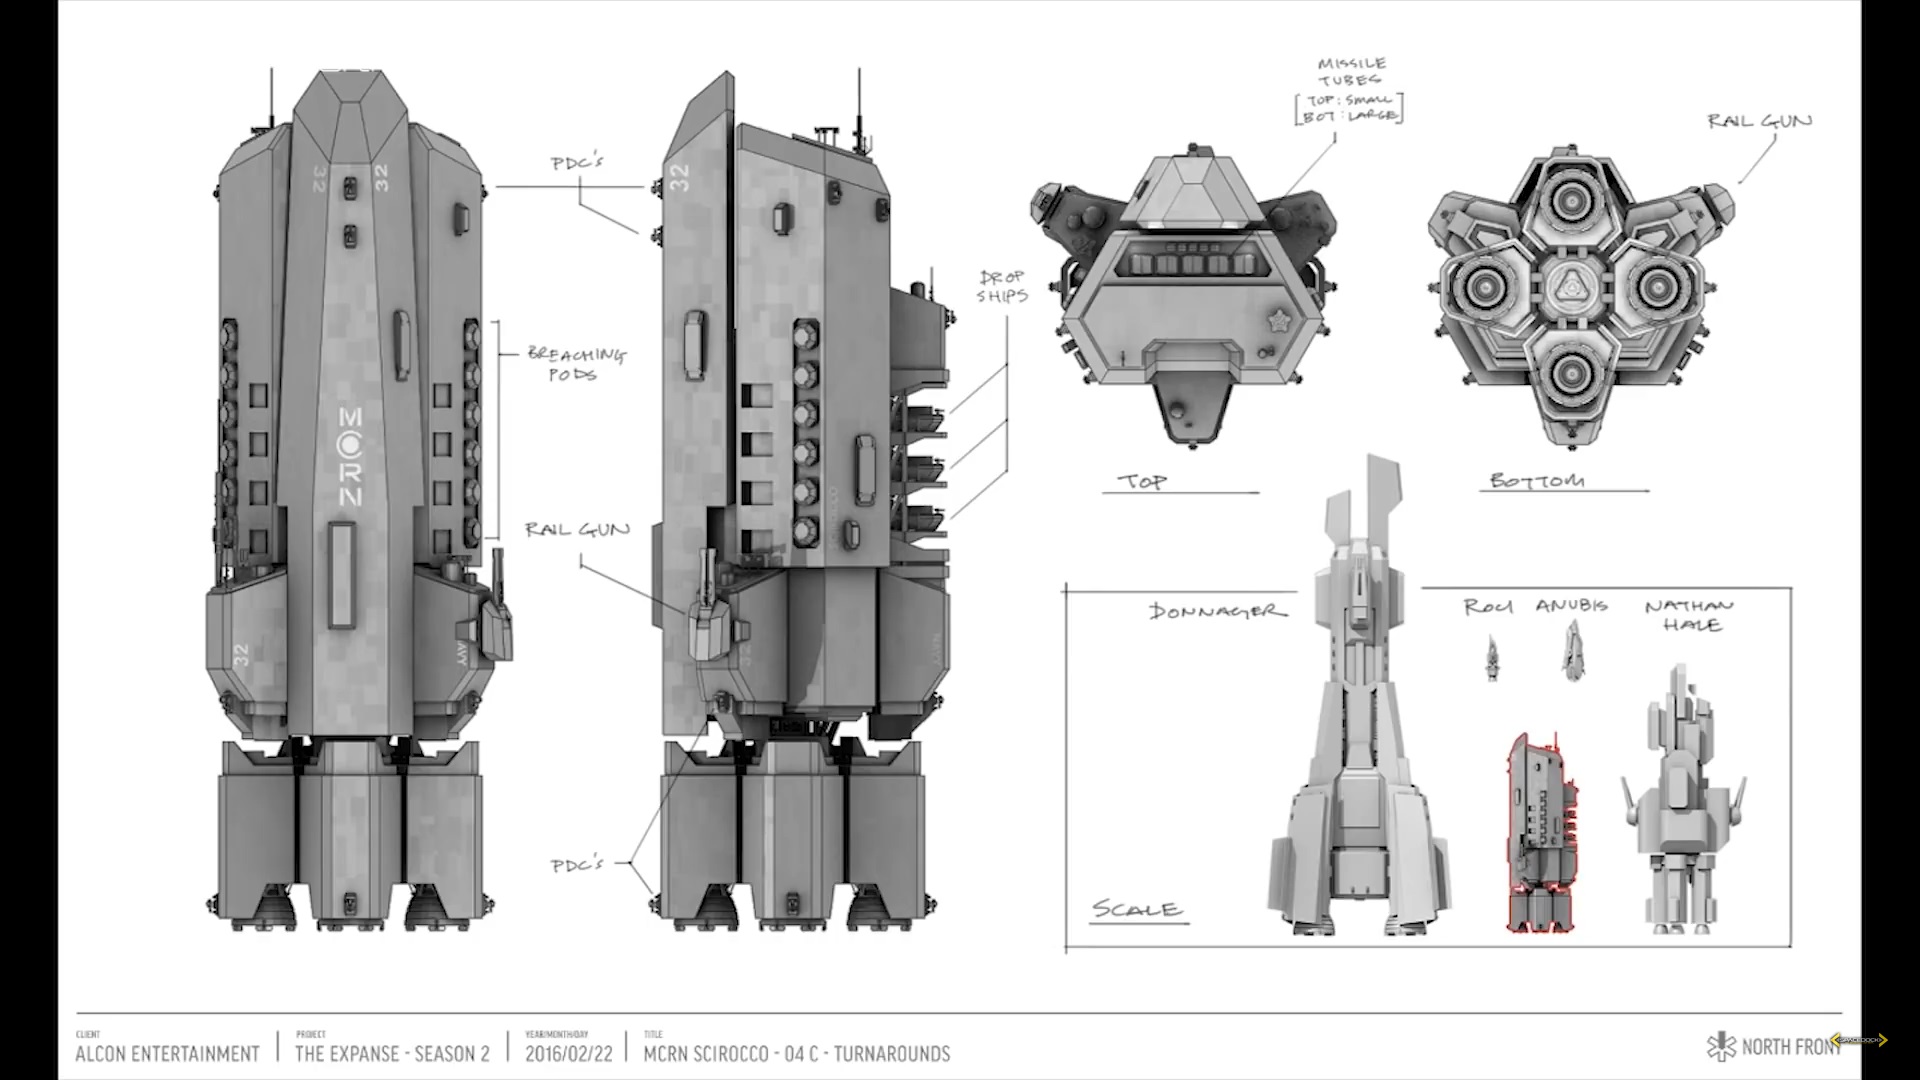 MISSILE
TUBES
[TOP: SMALL
BOT: LARGE]
RAIL GUN
PDC's
32
32
32
DROP
SHIPS
BREACHING
PODS
MCRN
RAIL GUN
TOP
BOTTOM
DONNAGER
ROCI
ANUBIS
NATHAN
HALE
32
32
PDC's
SCALE
CLIENT
ALCON ENTERTAINMENT
PROJECT
THE EXPANSE - SEASON 2
YEAR/MONTH/DAY
2016/02/22
TITLE
MCRN SCIROCCO - 04 C - TURNAROUNDS
NORTH FRONT